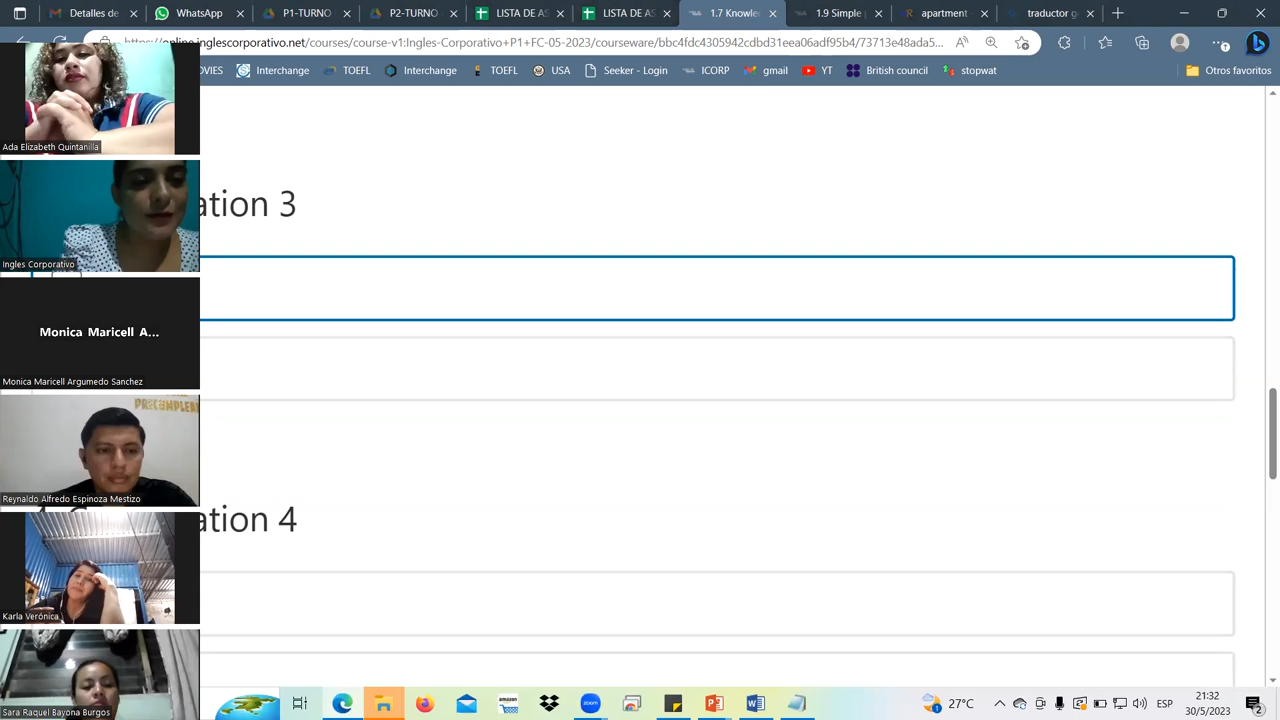 WhatsApp
P1-TURNO
P2-TURNO
LISTA DE AS
LISTA DE AS
1.7 Knowle
1.9 Simple
apartment
traductor g
https://online.inglescorporativo.net/courses/course-v1:Ingles-Corporativo+P1+FC-05-2023/courseware/bbc4fdc4305942cdbd31eea06adf95b4/73713e48ada5...
OVIES
Interchange
TOEFL
Interchange
TOEFL
USA
Seeker - Login
ICORP
gmail
YT
British council
stopwat
Otros favoritos
Ada Elizabeth Quintanilla
ation 3
Ingles Corporativo
Monica Maricell A...
Monica Maricell Argumedo Sanchez
Reynaldo Alfredo Espinoza Mestizo
ation 4
Karla Verónica
Sara Raquel Bayona Burgos
amazon
zoom
27°C
ESP
21:32
30/5/2023
2